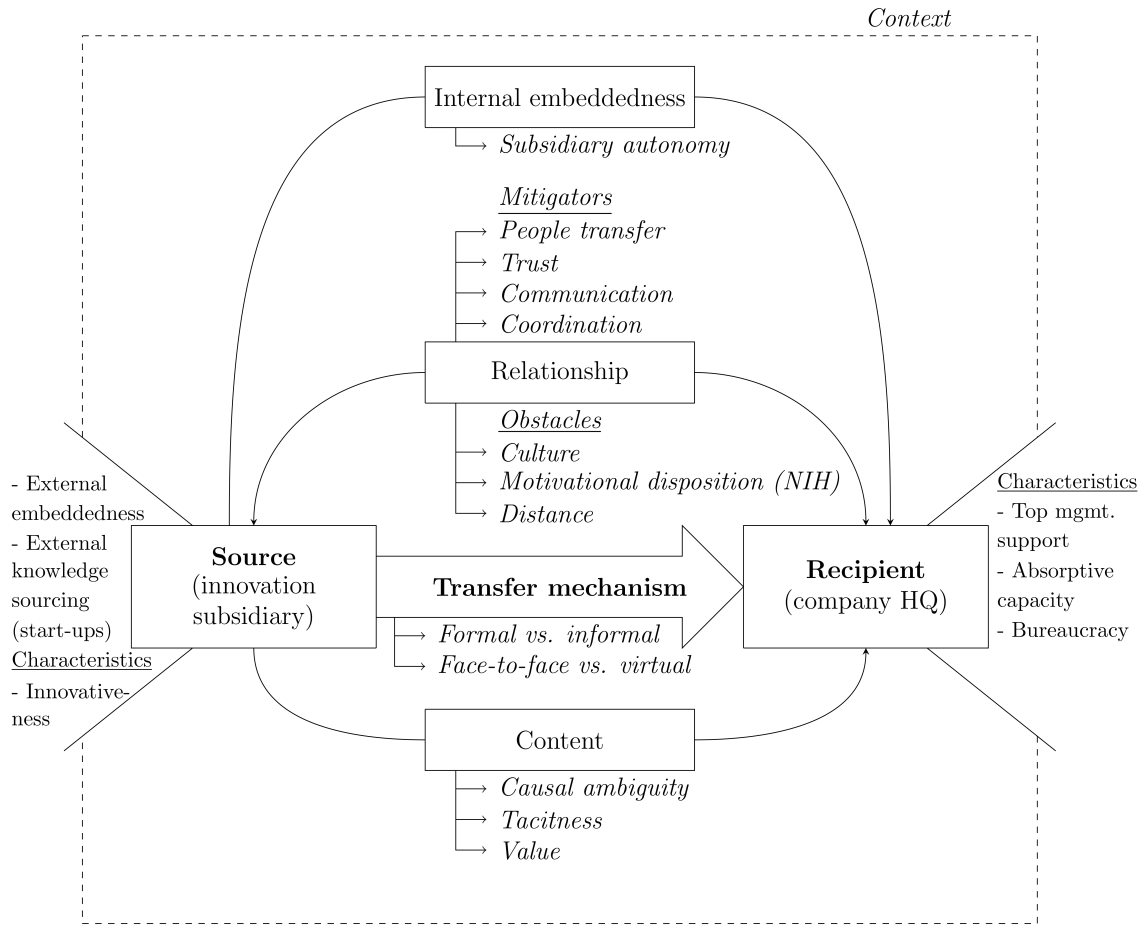 Context
Internal embeddedness
Subsidiary autonomy
Mitigators
People transfer
Trust
Communication
Coordination
Relationship
Obstacles
Culture
Motivational disposition (NIH)
Distance
- External
embeddedness
- External
knowledge
sourcing
(start-ups)
Characteristics
- Innovative-
ness
Source
(innovation
subsidiary)
Transfer mechanism
Formal vs. informal
Face-to-face vs. virtual
Recipient
(company HQ)
Characteristics
- Top mgmt.
support
- Absorptive
capacity
- Bureaucracy
Content
Causal ambiguity
Tacitness
Value